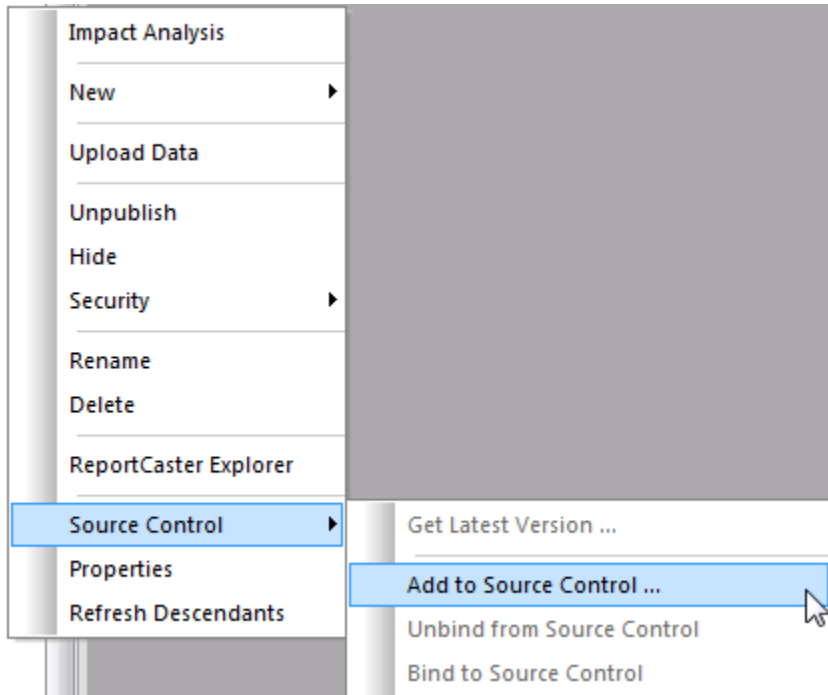 Impact Analysis
New
Upload Data
Unpublish
Hide
Security
Rename
Delete
ReportCaster Explorer
Source Control
Properties
Refresh Descendants
Get Latest Version ...
Add to Source Control ...
Unbind from Source Control
Bind to Source Control